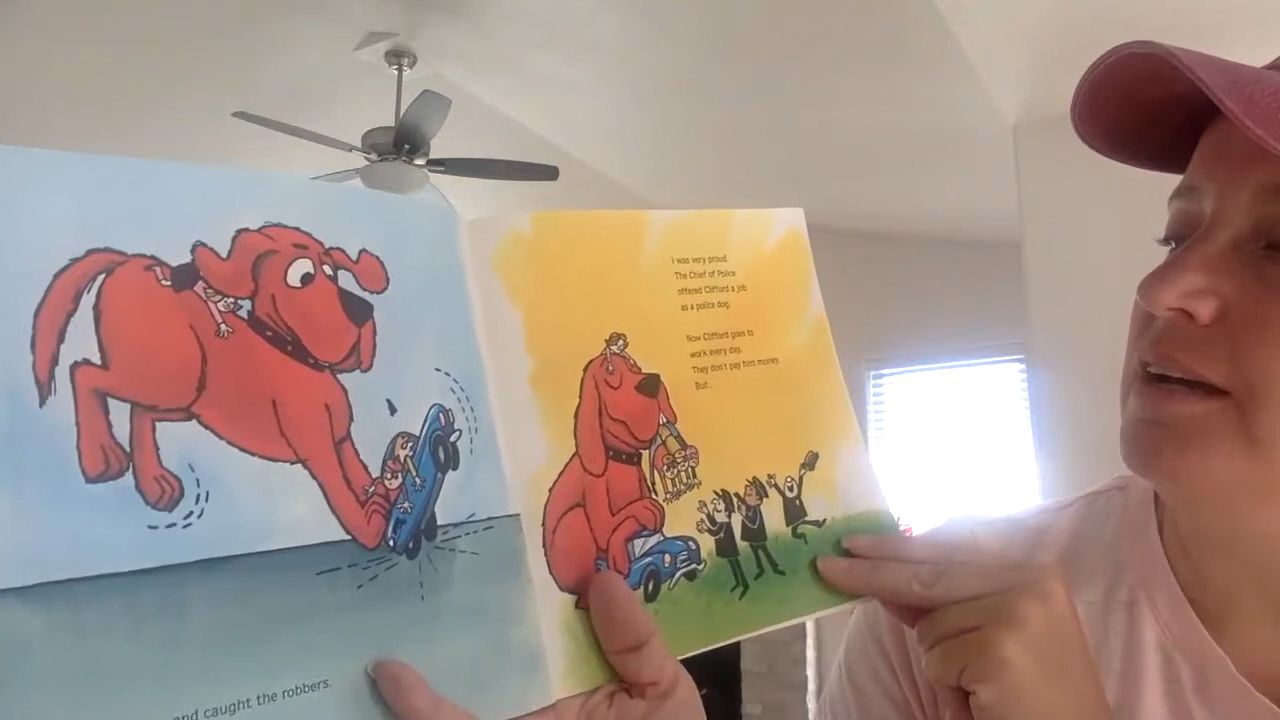 and caught the robbers.
I was very proud.
The Chief of Police
offered Clifford a job
as a police dog.
Now Clifford goes to
work every day.
They don't pay him money.
But...